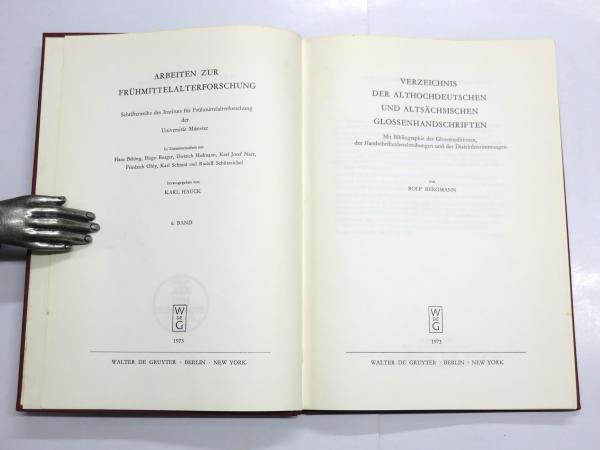 ARBEITEN ZUR
FRÜHMITTELALTERFORSCHUNG
Schriftenreihe des Instituts für Frühmittelalterforschung
der
Universität Münster
In Zusammenarbeit mit
Hans Belting, Hugo Borger, Dietrich Hofmann, Karl Josef Narr,
Friedrich Ohly, Karl Schmid und Rudolf Schützeichel
herausgegeben von
KARL HAUCK
6. BAND
W
DE
G
1973
WALTER DE GRUYTER · BERLIN · NEW YORK
VERZEICHNIS
DER ALTHOCHDEUTSCHEN
UND ALTSÄCHSISCHEN
GLOSSENHANDSCHRIFTEN
Mit Bibliographie der Glosseneditionen,
der Handschriftenbeschreibungen und der Dialektbestimmungen
von
ROLF BERGMANN
W
DE
G
1973
WALTER DE GRUYTER · BERLIN · NEW YORK